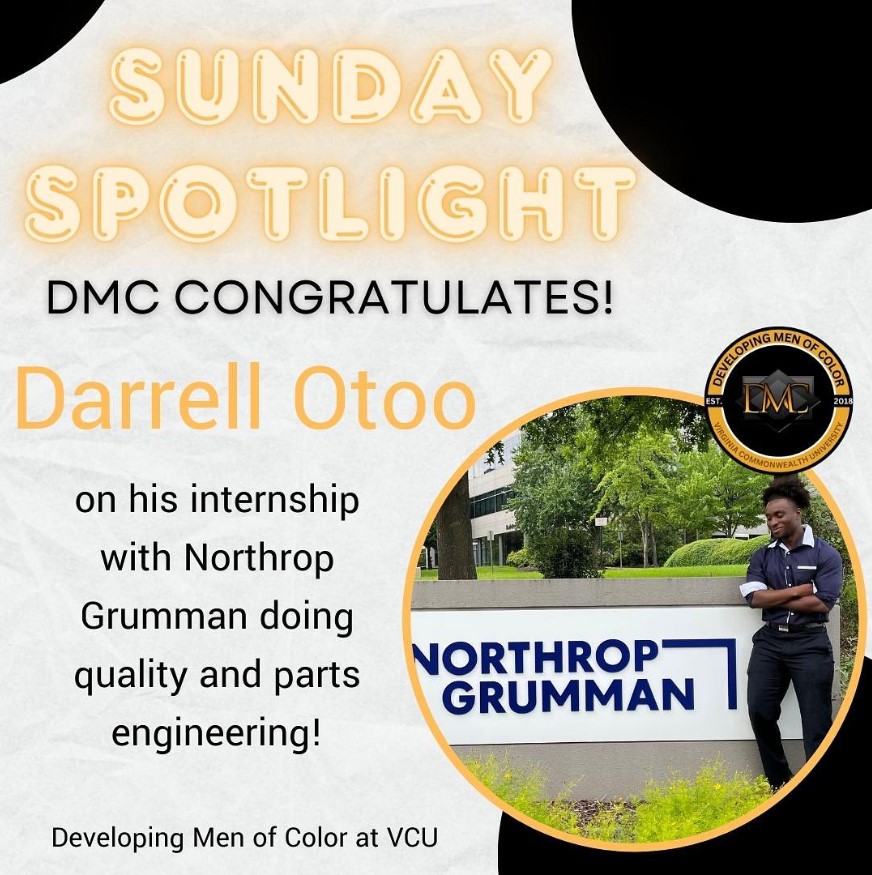 SUNDAY
SPOTLIGHT
DMC CONGRATULATES!
Darrell Otoo
on his internship
with Northrop
Grumman doing
quality and parts
engineering!
DEVELOPING MEN OF COLOR
EST. DMC 2018
VIRGINIA COMMONWEALTH UNIVERSITY
NORTHROP
GRUMMAN
Developing Men of Color at VCU